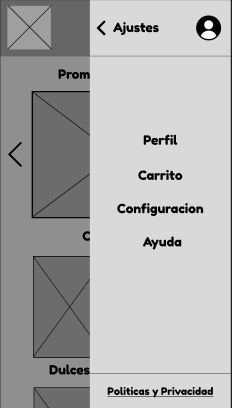 Ajustes
Prom
Perfil
Carrito
Configuracion
C
Ayuda
Dulces
Politicas y Privacidad